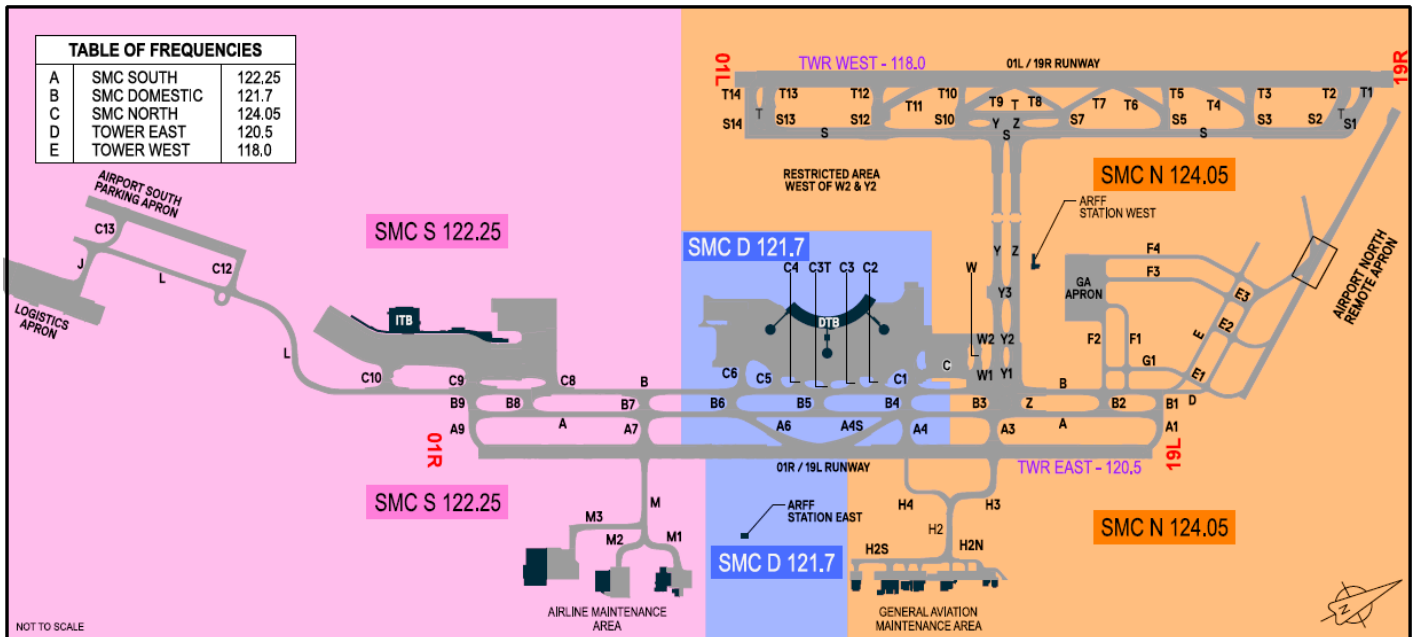 TABLE OF FREQUENCIES
A SMC SOUTH 122.25
B SMC DOMESTIC 121.7
C SMC NORTH 124.05
D TOWER EAST 120.5
E TOWER WEST 118.0
01L
TWR WEST - 118.0
01L / 19R RUNWAY
19R
T14 T13 T12 T11 T10 T9 T T8 T7 T6 T5 T4 T3 T2 T1
T T
S14 S13 S12 S10 Y Z S7 S5 S3 S2 S1
S S S
RESTRICTED AREA
WEST OF W2 & Y2
SMC N 124.05
ARFF
STATION WEST
AIRPORT SOUTH
PARKING APRON
C13
J
L
C12
LOGISTICS
APRON
L
SMC S 122.25
SMC D 121.7
C4 C3T C3 C2
W
Y Z
Y3
W2 Y2
W1 Y1
GA
APRON
F4
F3
F2 F1
G1
E3
E2
E
E1
D
AIRPORT NORTH
REMOTE APRON
ITB
DTB
C10 C9 C8 B C6 C5 C1 C
B
B9 B8 B7 B6 B5 B4 B3 Z B2 B1
A9 A A7 A6 A4S A4 A3 A A1
01R
01R / 19L RUNWAY
TWR EAST - 120.5
19L
SMC S 122.25
M
M3
M2
M1
AIRLINE MAINTENANCE
AREA
ARFF
STATION EAST
SMC D 121.7
H4 H3
H2
H2S H2N
GENERAL AVIATION
MAINTENANCE AREA
SMC N 124.05
NOT TO SCALE
N